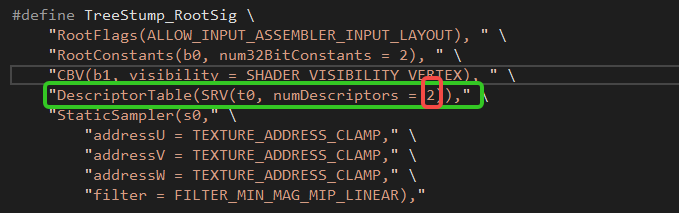 #define TreeStump_RootSig \
"RootFlags(ALLOW_INPUT_ASSEMBLER_INPUT_LAYOUT), " \
"RootConstants(b0, num32BitConstants = 2), " \
"CBV(b1, visibility = SHADER_VISIBILITY_VERTEX), " \
"DescriptorTable(SRV(t0, numDescriptors = 2))," \
"StaticSampler(s0," \
"addressU = TEXTURE_ADDRESS_CLAMP," \
"addressV = TEXTURE_ADDRESS_CLAMP," \
"addressW = TEXTURE_ADDRESS_CLAMP," \
"filter = FILTER_MIN_MAG_MIP_LINEAR),"